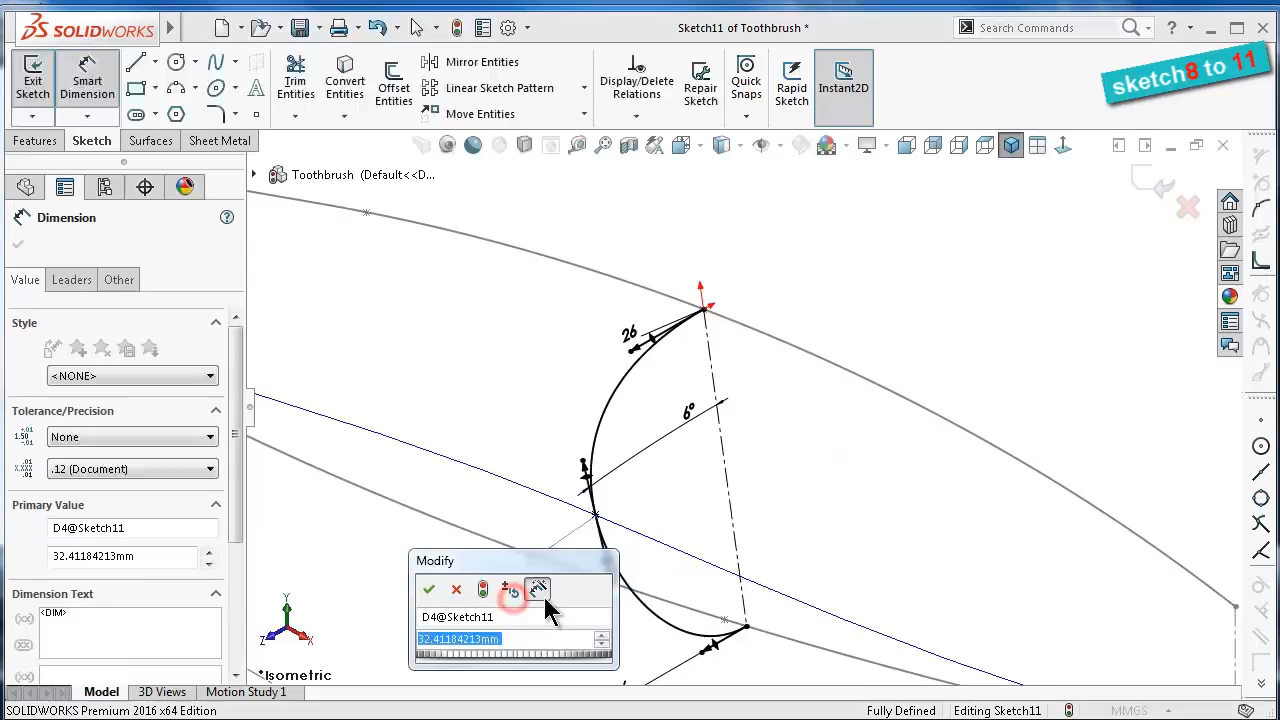 SOLIDWORKS
Sketch11 of Toothbrush *
Search Commands
?
sketch8 to 11
Exit Sketch
Smart Dimension
Trim Entities
Convert Entities
Offset Entities
Mirror Entities
Linear Sketch Pattern
Move Entities
Display/Delete Relations
Repair Sketch
Quick Snaps
Rapid Sketch
Instant2D
Features
Sketch
Surfaces
Sheet Metal
Toothbrush (Default<<D...
Dimension
?
Value
Leaders
Other
Style
<NONE>
Tolerance/Precision
None
.12 (Document)
Primary Value
D4@Sketch11
32.41184213mm
Dimension Text
<DIM>
26
6°
Modify
D4@Sketch11
32.41184213mm
Y
Z
X
*Isometric
Model
3D Views
Motion Study 1
SOLIDWORKS Premium 2016 x64 Edition
Fully Defined
Editing Sketch11
MMGS